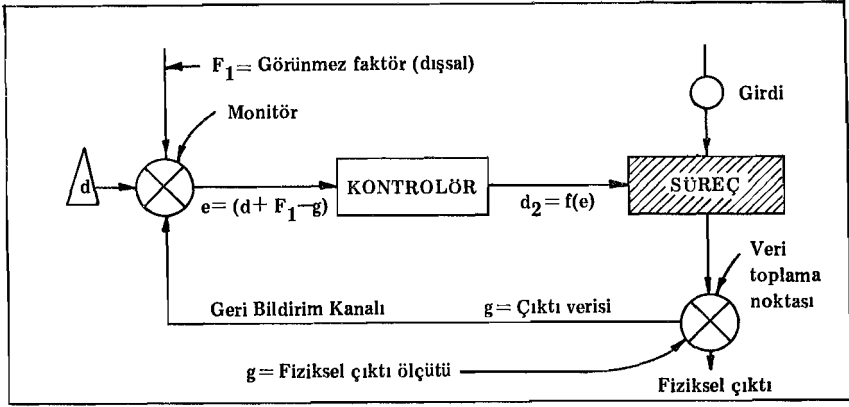 F1= Görünmez faktör (dışsal)
Monitör
Girdi
d
KONTROLÖR
SÜREÇ
e= (d+ F1—g)
d2= f(e)
Veri
toplama
noktası
Geri Bildirim Kanalı
g= Çıktı verisi
g= Fiziksel çıktı ölçütü
Fiziksel çıktı